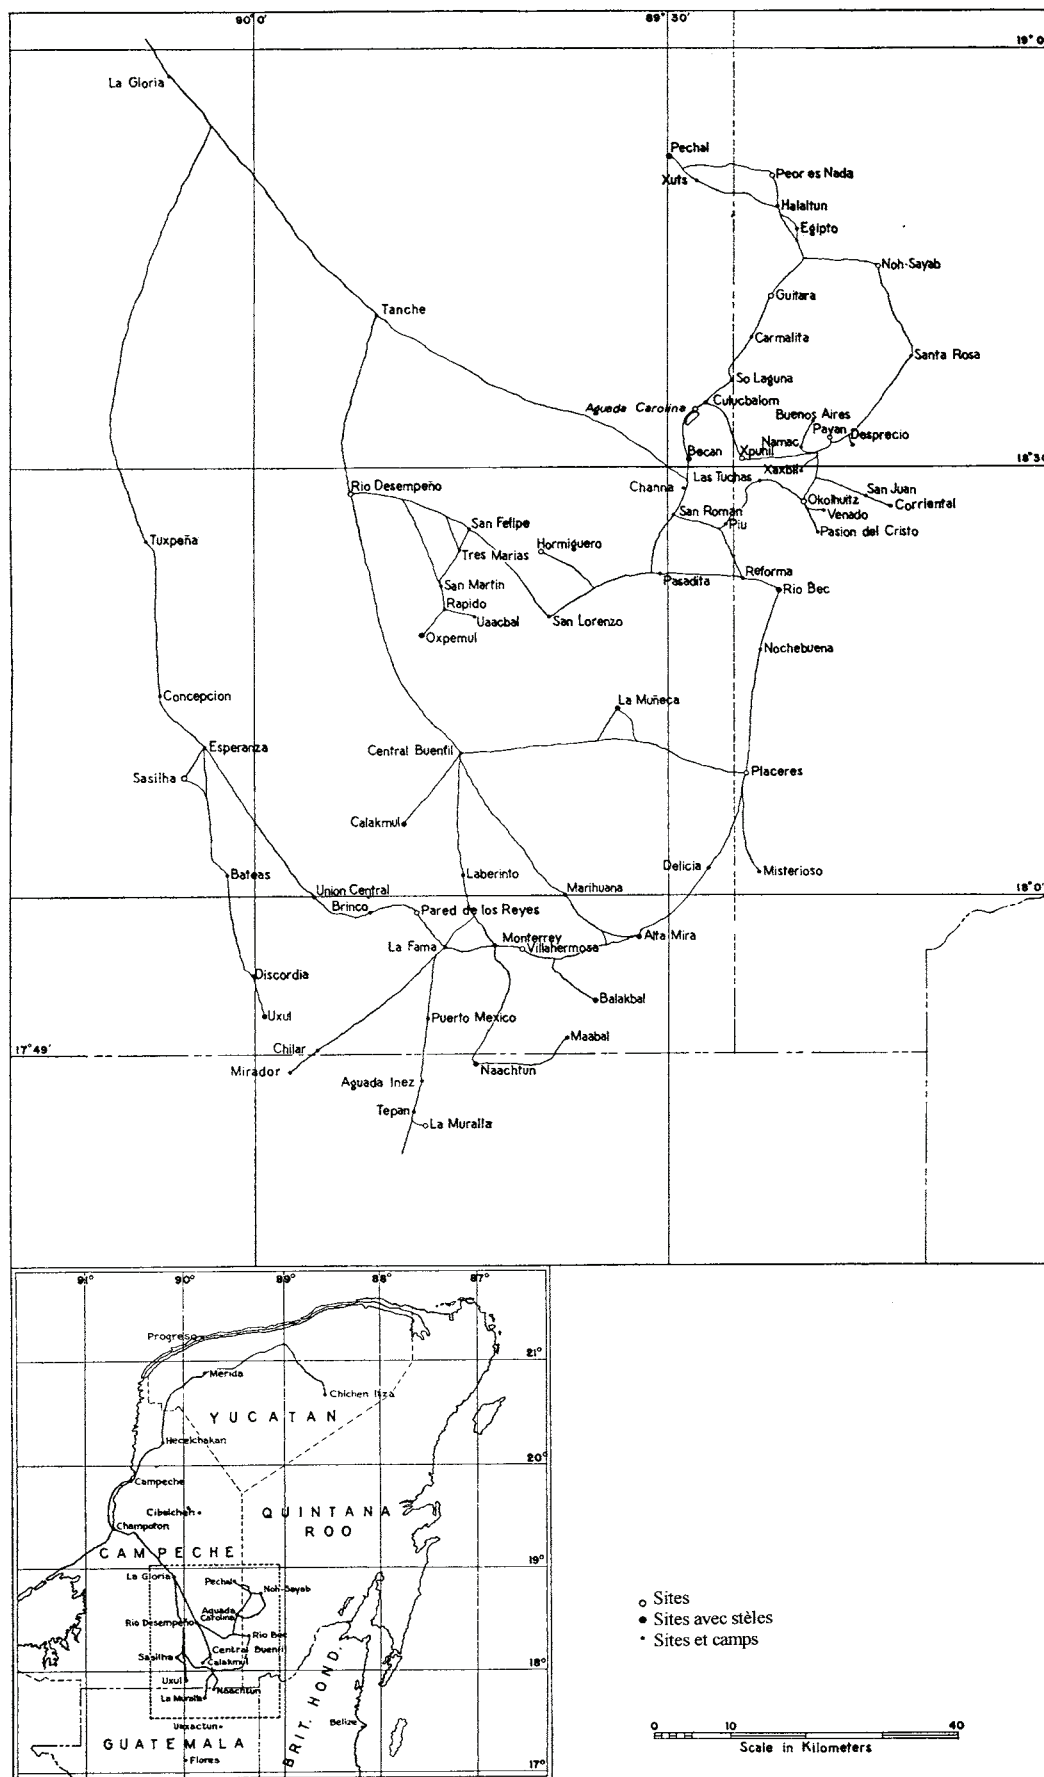 90° 0'
89° 30'
19° 0'
La Gloria
Pechal
Xuts
Peor es Nada
Halaltun
Egipto
Noh-Sayab
Guitara
Tanche
Carmalita
Santa Rosa
So Laguna
Culucbalom
Aguada Carolina
Buenos Aires
Payan
Desprecio
Namac
Becan
Xpuhil
18° 30'
Xaxbil
Las Tuchas
Channa
Rio Desempeño
San Juan
Okolhuitz
Corriental
Venado
San Roman
Piu
San Felipe
Pasion del Cristo
Tuxpeña
Hormiguero
Tres Marias
Reforma
Pasadita
San Martin
Rio Bec
Rapido
Uaacbal
San Lorenzo
Oxpemul
Nochebuena
Concepcion
La Muñeca
Esperanza
Central Buenfil
Sasilha
Placeres
Calakmul
Bateas
Laberinto
Delicia
Misterioso
Union Central
Marihuana
18° 0'
Brinco
Pared de los Reyes
La Fama
Monterrey
Villahermosa
Alta Mira
Discordia
Balakbal
Uxul
Puerto Mexico
Maabal
17° 49'
Chilar
Mirador
Naachtun
Aguada Inez
Tepan
La Muralla
91°
90°
89°
88°
87°
Progreso
21°
Merida
Chichen Itza
YUCATAN
Hecelchakan
20°
Campeche
Cibalchen
QUINTANA
ROO
Champoton
CAMPECHE
19°
La Gloria
Pechal
Noh-Sayab
Aguada
Carolina
Rio Desempeño
Rio Bec
Central Buenfil
Sasilha
Calakmul
18°
Uxul
Naachtun
La Muralla
Uaxactun
Belize
BRIT. HOND.
GUATEMALA
Flores
17°
Sites
Sites avec stèles
Sites et camps
0 10 40
Scale in Kilometers